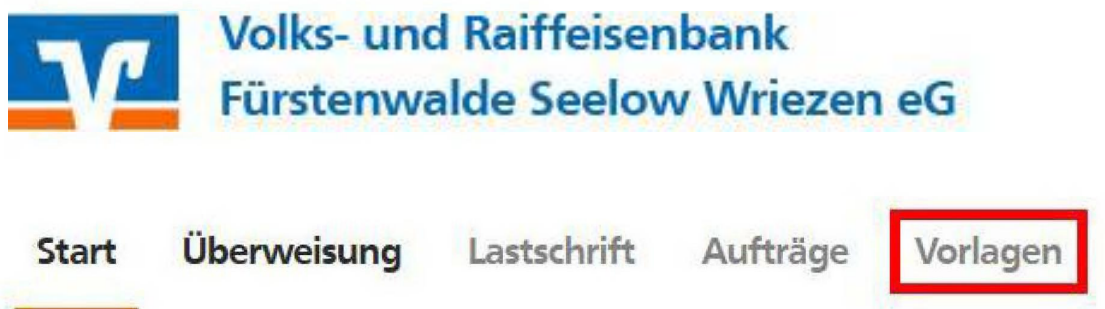 Volks- und Raiffeisenbank
Fürstenwalde Seelow Wriezen eG
Start Überweisung Lastschrift Aufträge Vorlagen